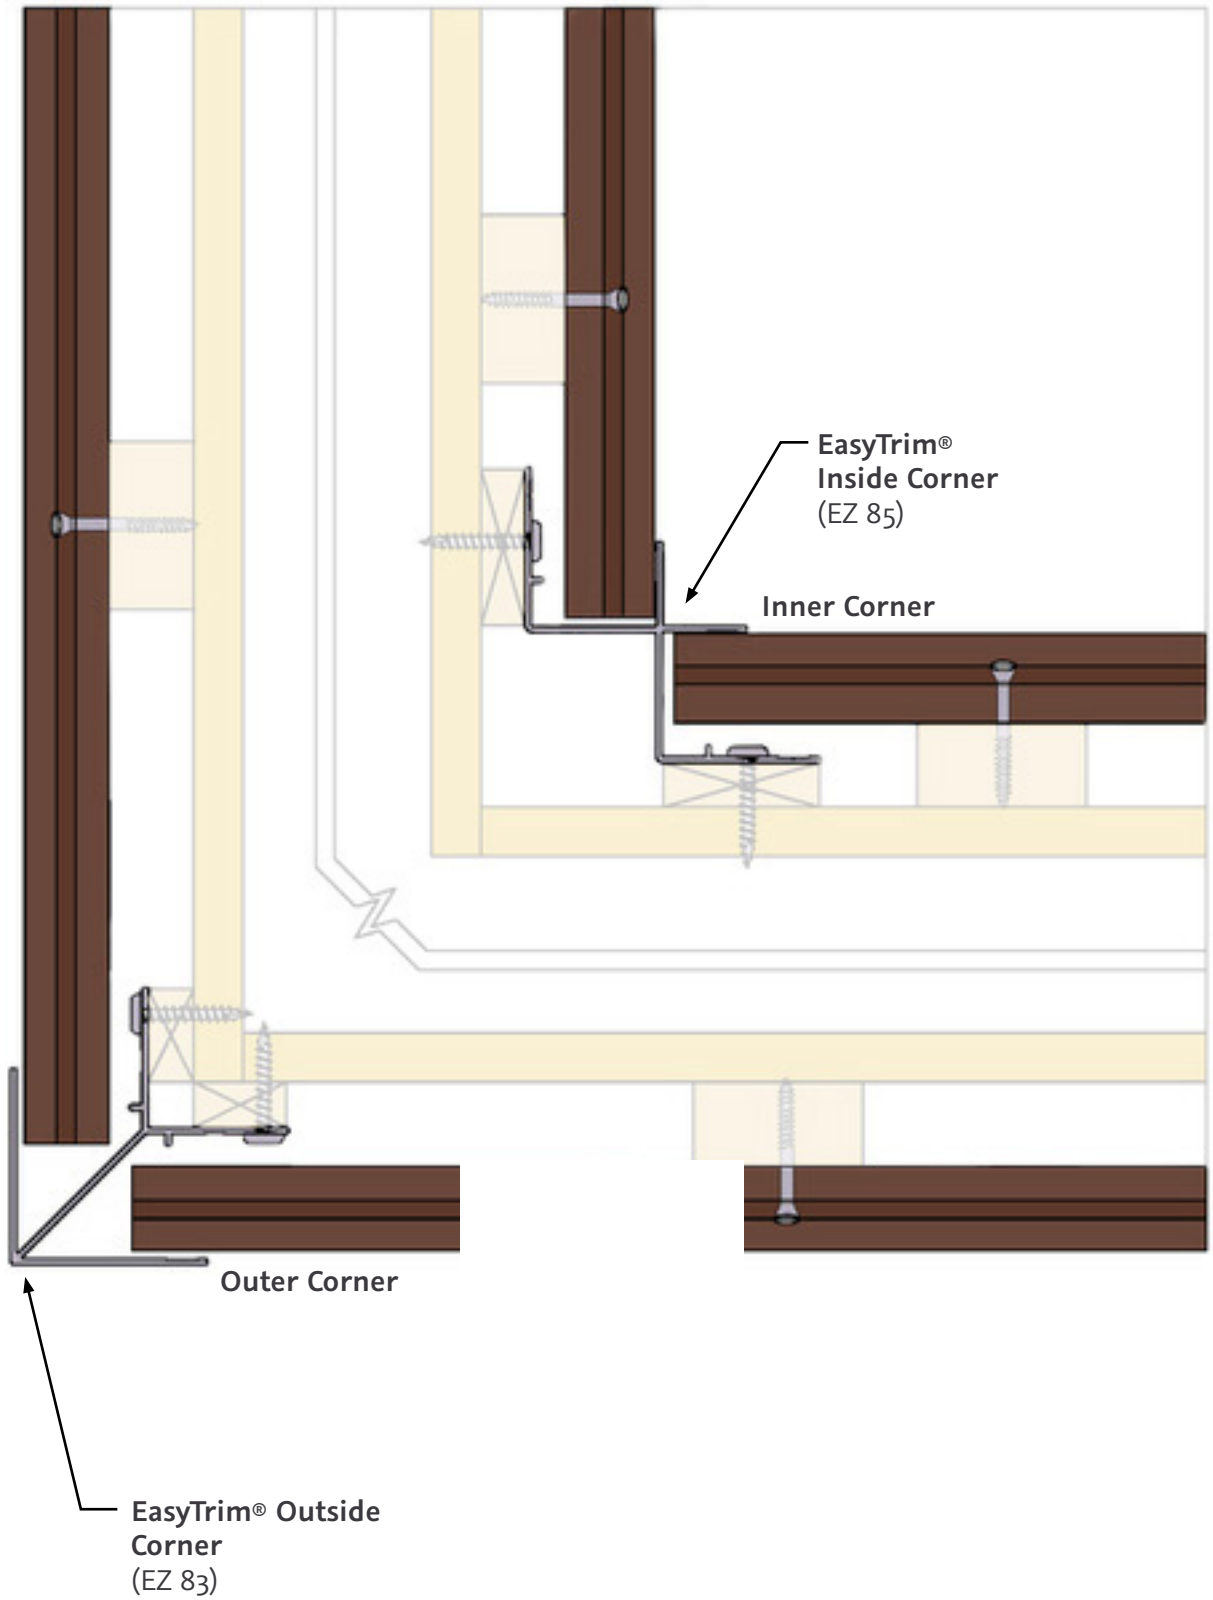 EasyTrim®
Inside Corner
(EZ 85)
Inner Corner
Outer Corner
EasyTrim® Outside
Corner
(EZ 83)